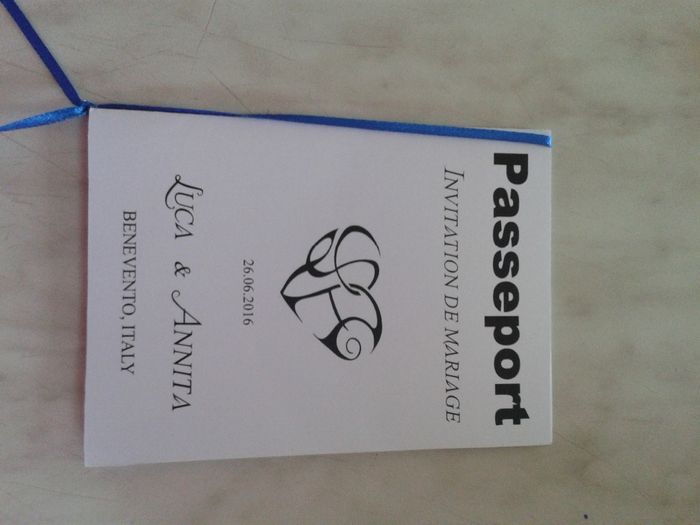 Passeport
INVITATION DE MARIAGE
26.06.2016
LUCA & ANNITA
BENEVENTO, ITALY